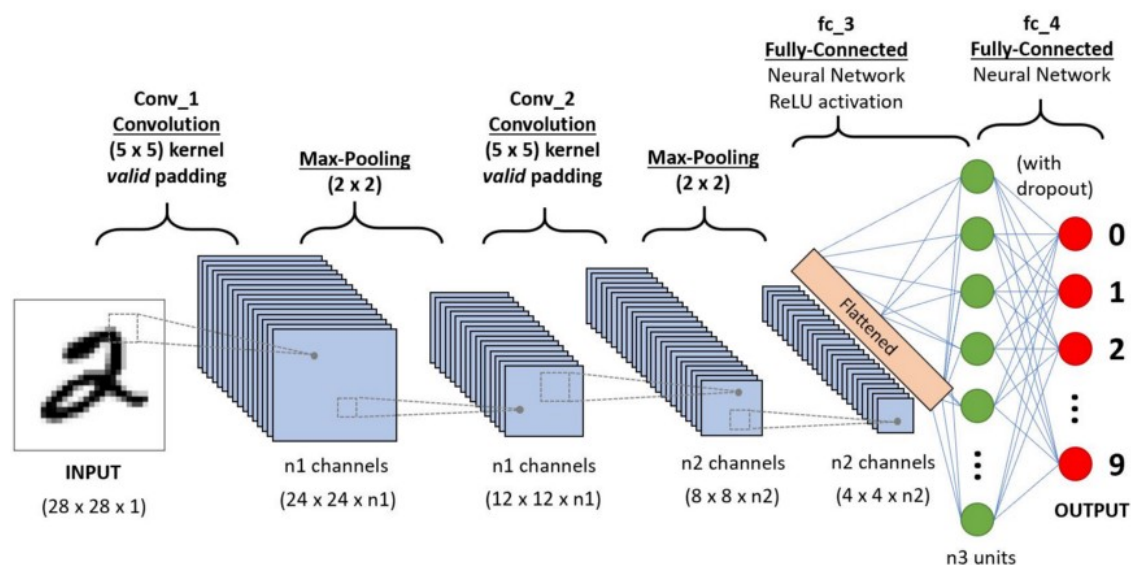 fc_3
Fully-Connected
Neural Network
ReLU activation
fc_4
Fully-Connected
Neural Network
Conv_1
Convolution
(5 x 5) kernel
valid padding
Max-Pooling
(2 x 2)
Conv_2
Convolution
(5 x 5) kernel
valid padding
Max-Pooling
(2 x 2)
(with
dropout)
Flattened
0
1
2
9
OUTPUT
2
INPUT
(28 x 28 x 1)
n1 channels
(24 x 24 x n1)
n1 channels
(12 x 12 x n1)
n2 channels
(8 x 8 x n2)
n2 channels
(4 x 4 x n2)
n3 units